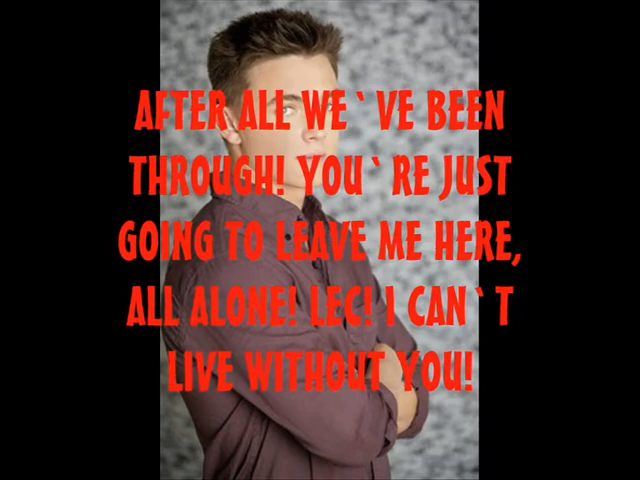 AFTER ALL WE`VE BEEN
THROUGH! YOU`RE JUST
GOING TO LEAVE ME HERE,
ALL ALONE! LEC! I CAN`T
LIVE WITHOUT YOU!